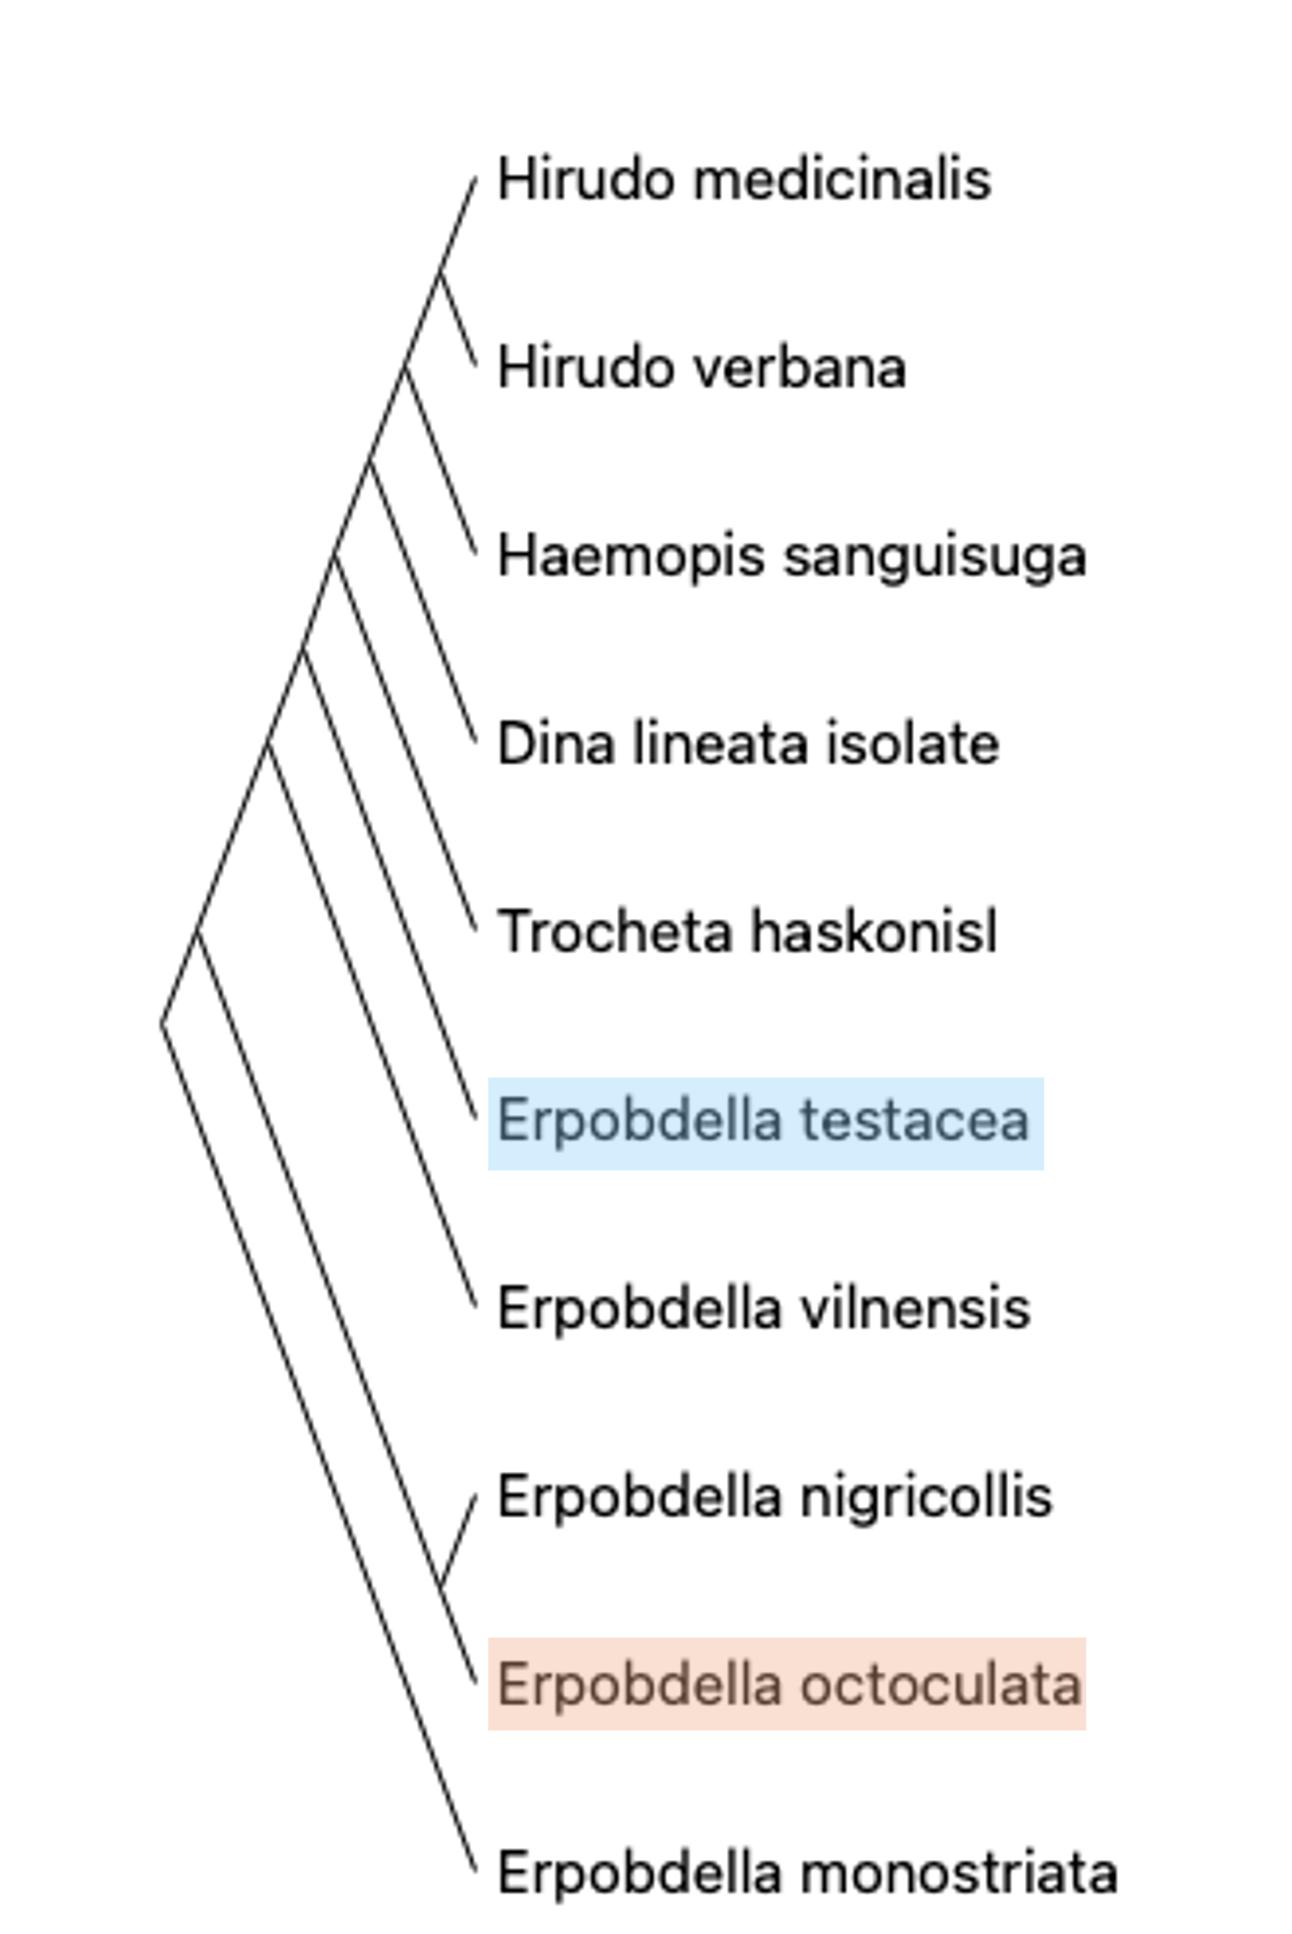 Hirudo medicinalis
Hirudo verbana
Haemopis sanguisuga
Dina lineata isolate
Trocheta haskonisl
Erpobdella testacea
Erpobdella vilnensis
Erpobdella nigricollis
Erpobdella octoculata
Erpobdella monostriata